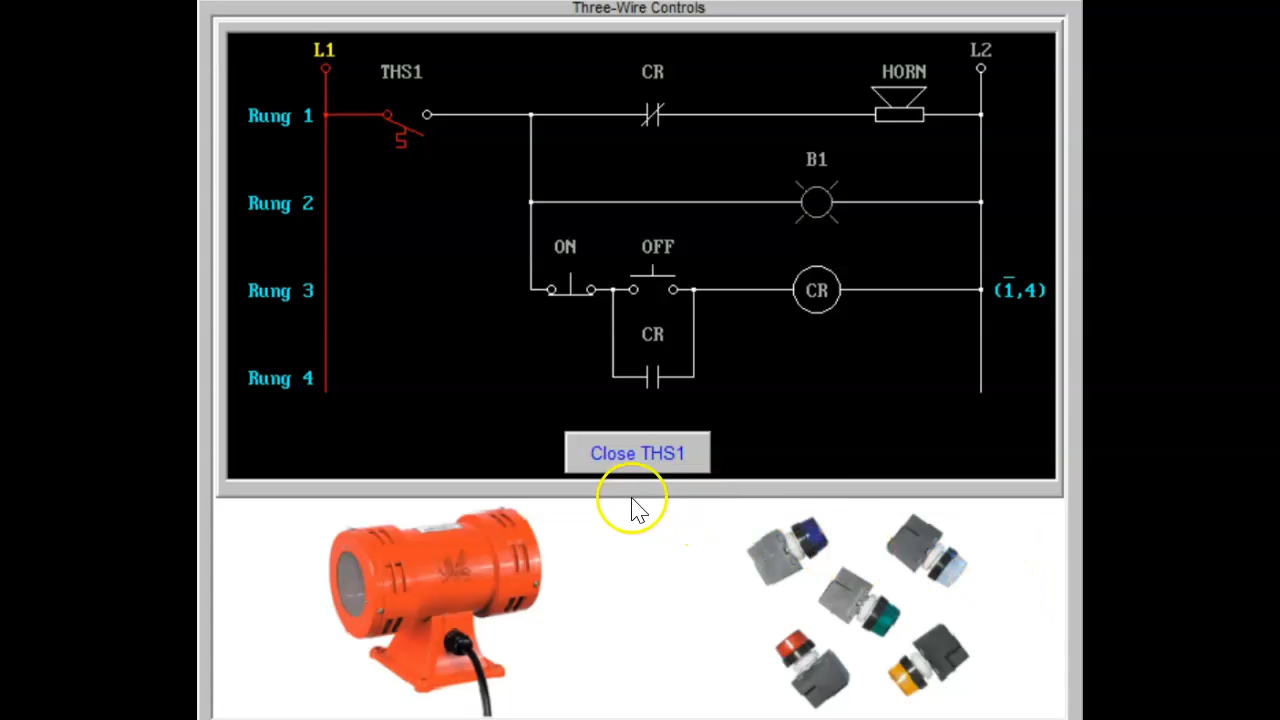 Three-Wire Controls
L1
L2
THS1
CR
HORN
Rung 1
B1
Rung 2
ON
OFF
Rung 3
CR
(1̅,4)
CR
Rung 4
Close THS1